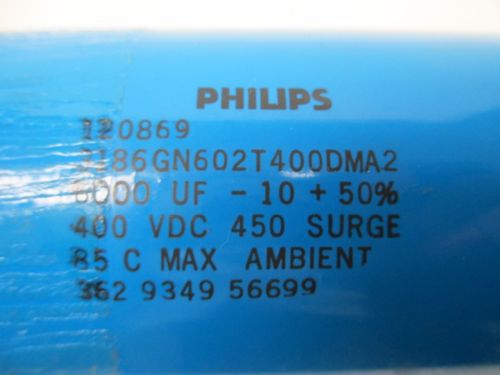 PHILIPS
120869
3186GN602T400DMA2
6000 UF -10 +50%
400 VDC 450 SURGE
85 C MAX AMBIENT
362 9349 56699